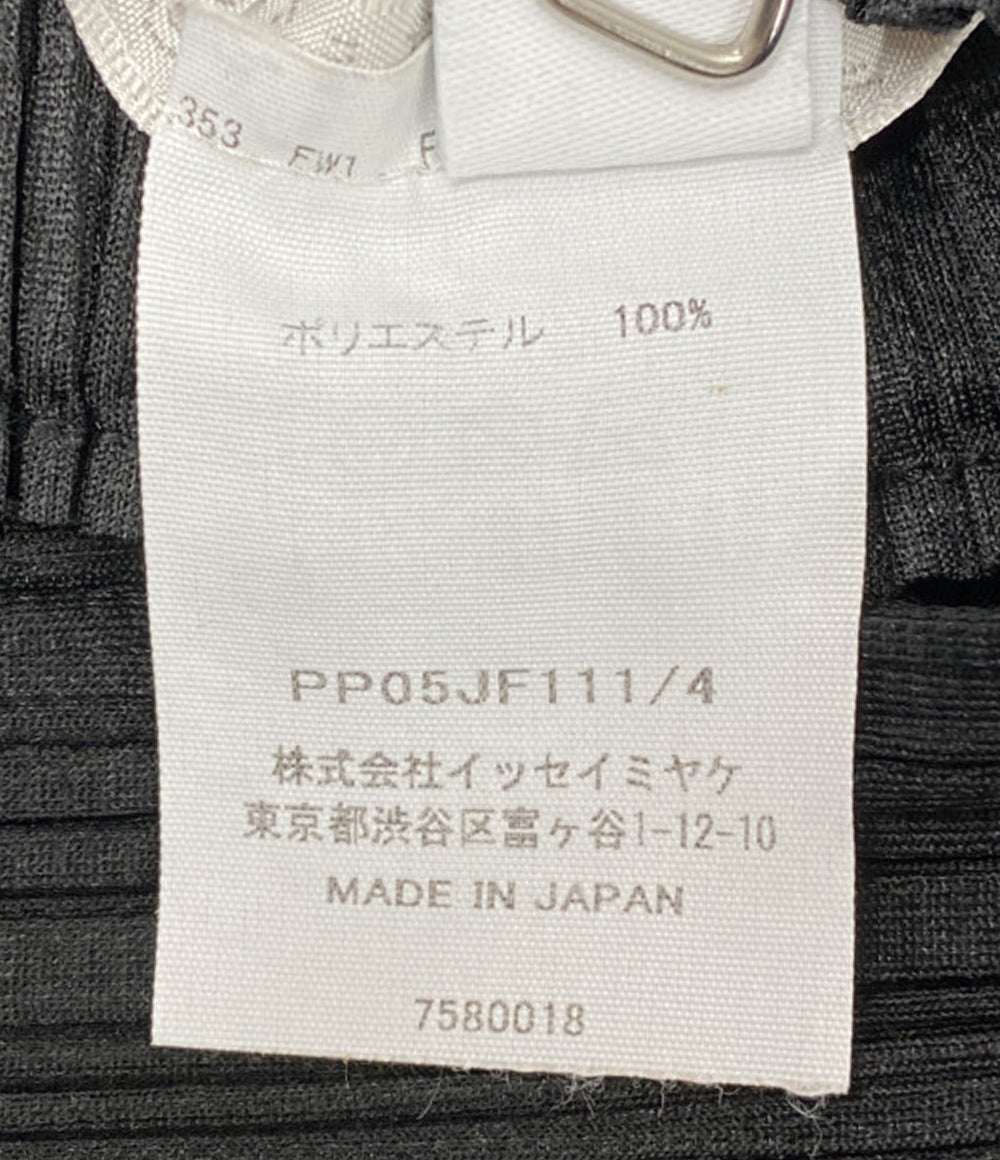 353 FW1
ポリエステル 100%
PP05JF111/4
株式会社イッセイミヤケ
東京都渋谷区富ヶ谷1-12-10
MADE IN JAPAN
7580018